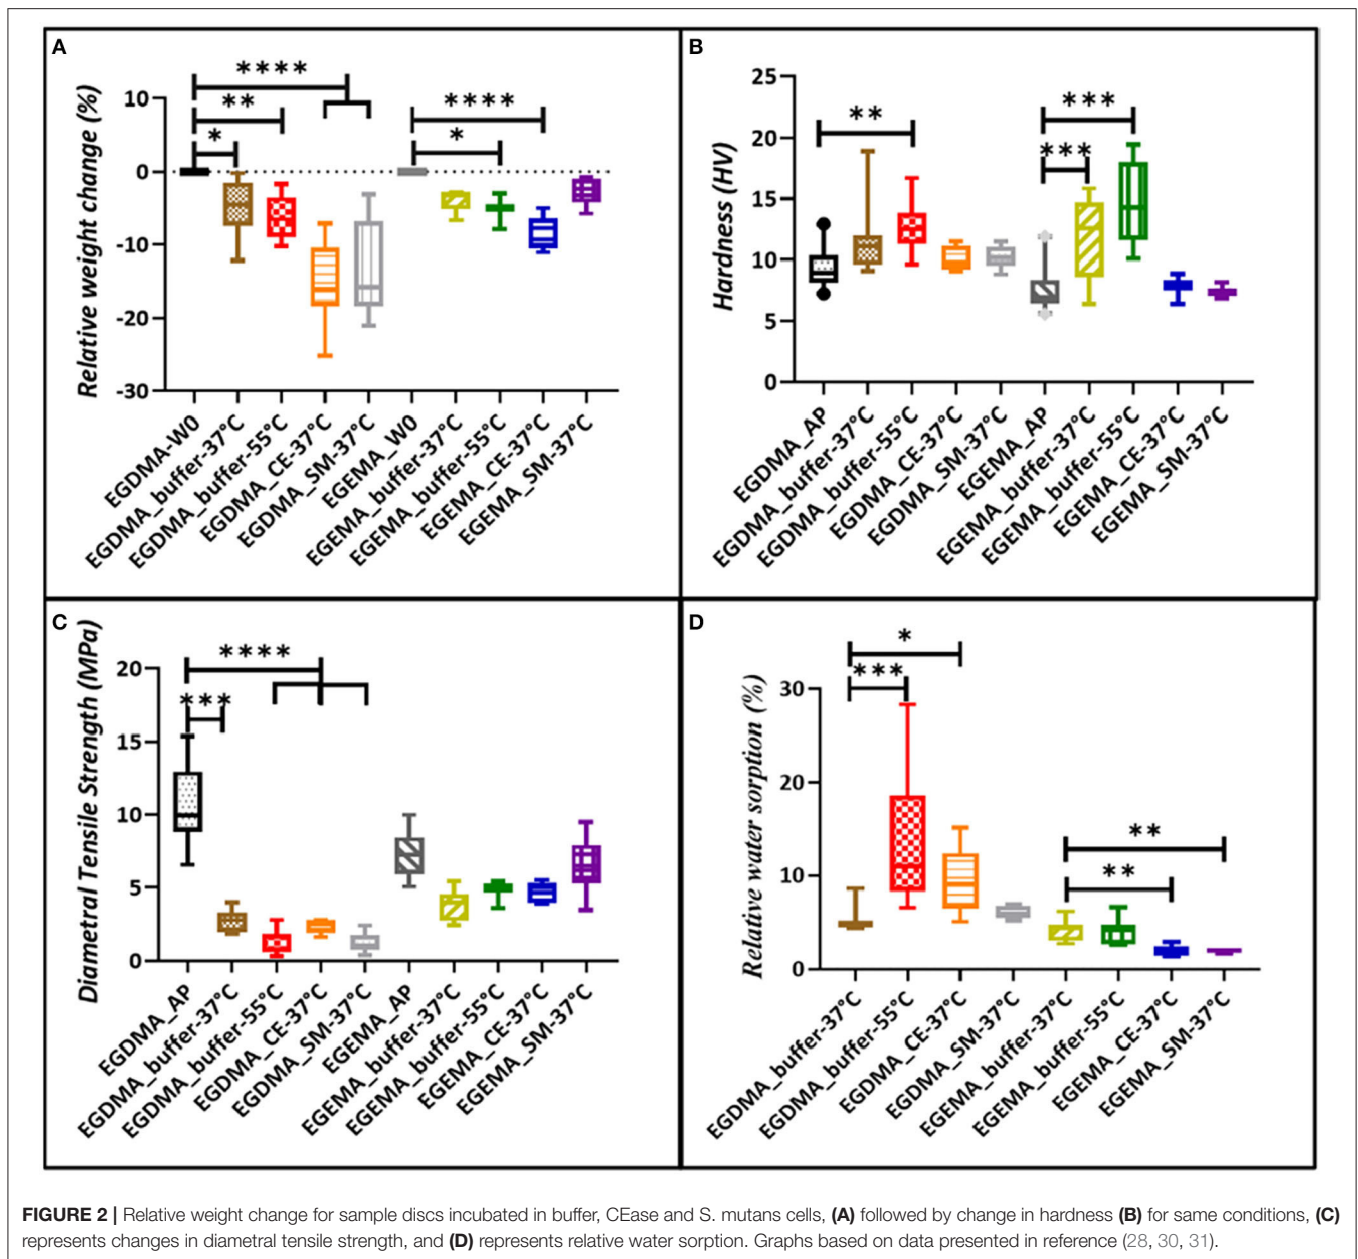 A
Relative weight change (%)
10
0
-10
-20
-30
****
**
*
****
*
EGDMA-W0
EGDMA_buffer-37°C
EGDMA_buffer-55°C
EGDMA_CE-37°C
EGDMA_SM-37°C
EGEMA_W0
EGEMA_buffer-37°C
EGEMA_buffer-55°C
EGEMA_CE-37°C
EGEMA_SM-37°C
B
Hardness (HV)
25
20
15
10
5
0
**
***
***
EGDMA_AP
EGDMA_buffer-37°C
EGDMA_buffer-55°C
EGDMA_CE-37°C
EGDMA_SM-37°C
EGEMA_AP
EGEMA_buffer-37°C
EGEMA_buffer-55°C
EGEMA_CE-37°C
EGEMA_SM-37°C
C
Diametral Tensile Strength (MPa)
20
15
10
5
0
****
***
EGDMA_AP
EGDMA_buffer-37°C
EGDMA_buffer-55°C
EGDMA_CE-37°C
EGDMA_SM-37°C
EGEMA_AP
EGEMA_buffer-37°C
EGEMA_buffer-55°C
EGEMA_CE-37°C
EGEMA_SM-37°C
D
Relative water sorption (%)
30
20
10
0
*
***
**
**
EGDMA_buffer-37°C
EGDMA_buffer-55°C
EGDMA_CE-37°C
EGDMA_SM-37°C
EGEMA_buffer-37°C
EGEMA_buffer-55°C
EGEMA_CE-37°C
EGEMA_SM-37°C
FIGURE 2 | Relative weight change for sample discs incubated in buffer, CEase and S. mutans cells, (A) followed by change in hardness (B) for same conditions, (C)
represents changes in diametral tensile strength, and (D) represents relative water sorption. Graphs based on data presented in reference (28, 30, 31).